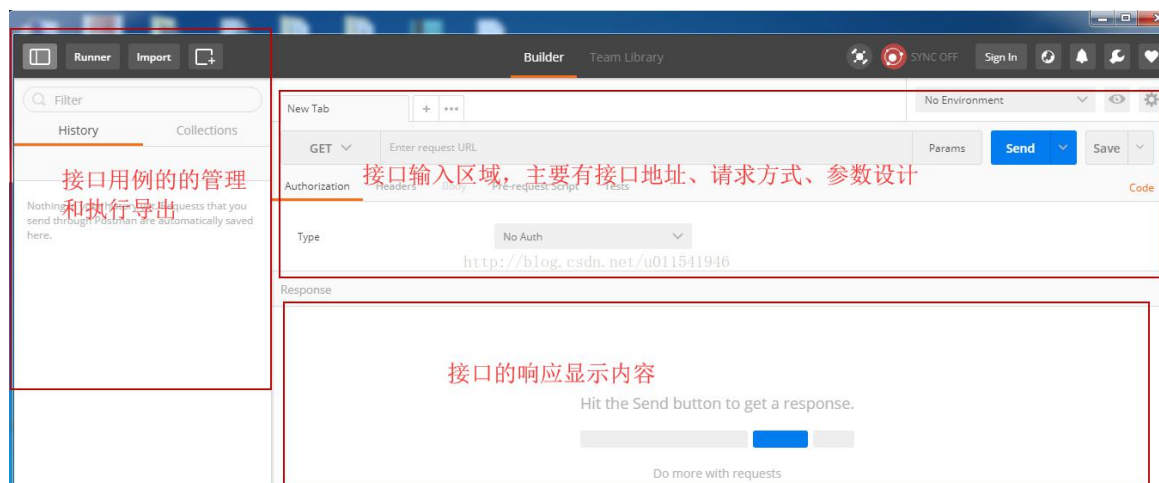 Runner Import Builder Team Library SYNC OFF Sign In
Filter
History Collections
接口用例的的管理
和执行导出
Nothing
requests that you
send through Postman are automatically saved
here.
New Tab + ••• No Environment
GET Enter request URL Params Send Save
接口输入区域，主要有接口地址、请求方式、参数设计
Authorization Headers Body Pre-request Script Tests Code
Type No Auth
http://blog.csdn.net/u011541946
Response
接口的响应显示内容
Hit the Send button to get a response.
Do more with requests